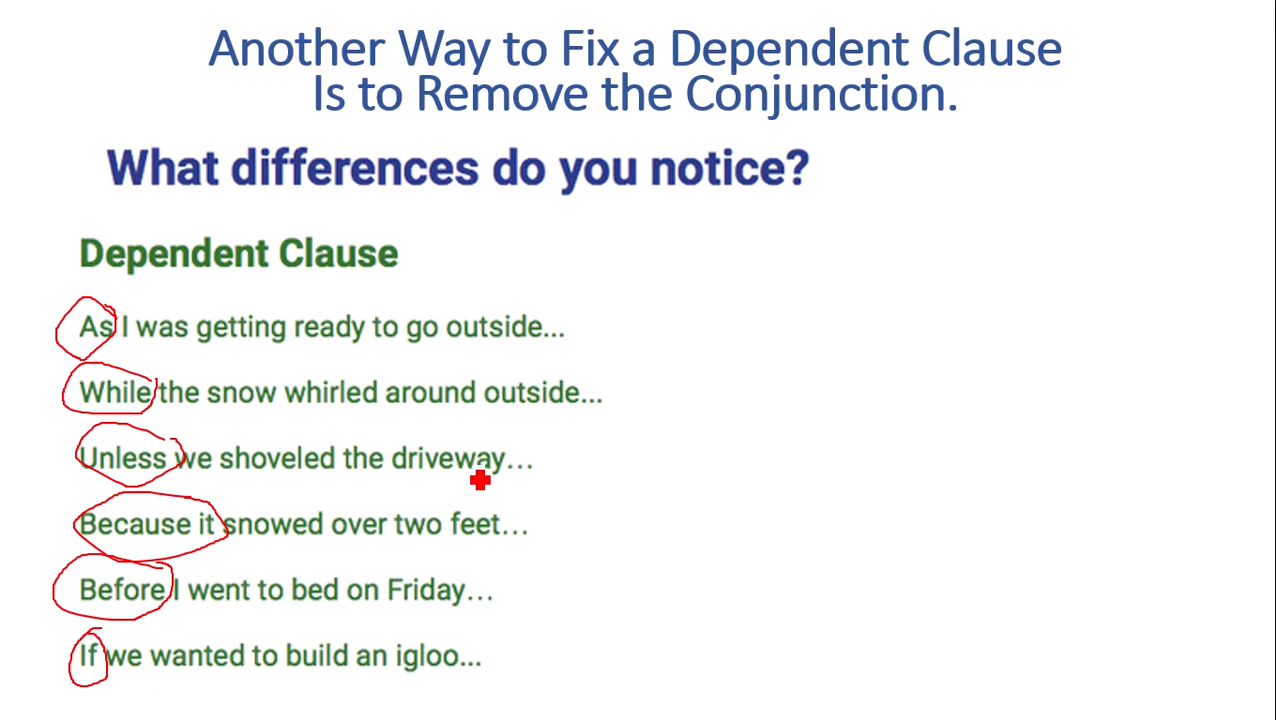 Another Way to Fix a Dependent Clause
Is to Remove the Conjunction.
What differences do you notice?
Dependent Clause
As I was getting ready to go outside...
While the snow whirled around outside...
Unless we shoveled the driveway...
Because it snowed over two feet...
Before I went to bed on Friday...
If we wanted to build an igloo...